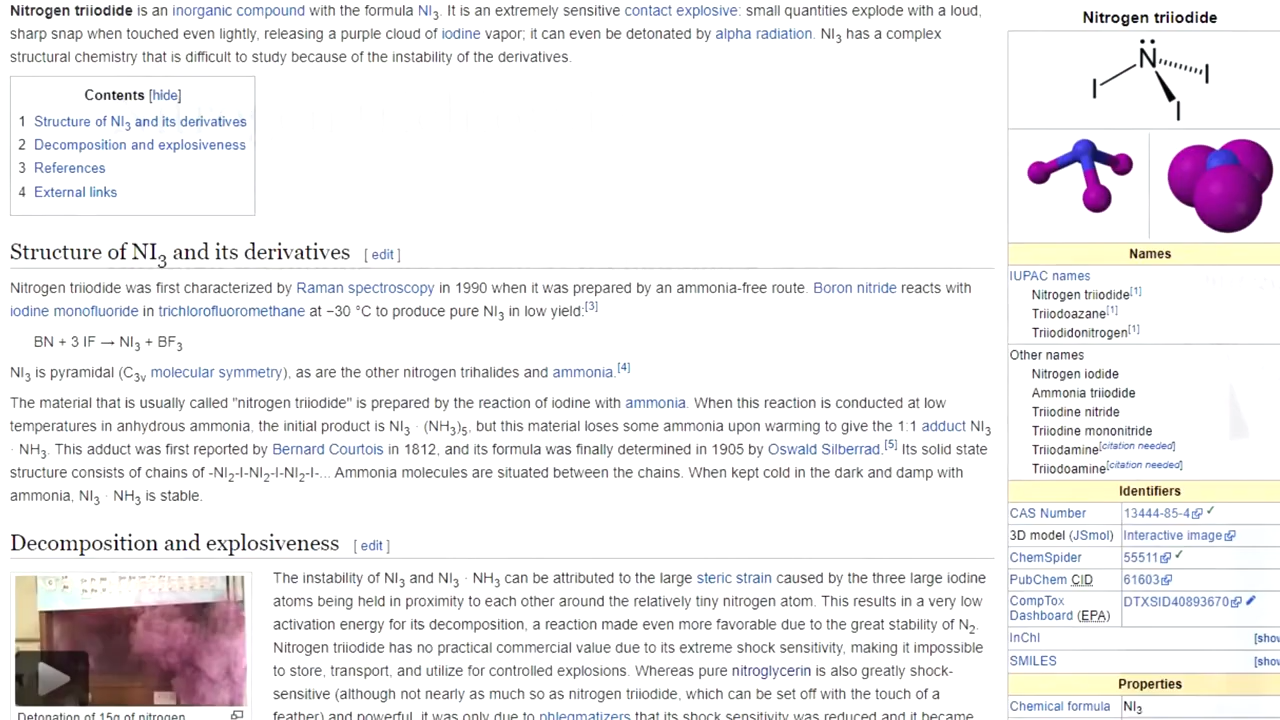 Nitrogen triiodide is an inorganic compound with the formula NI3. It is an extremely sensitive contact explosive: small quantities explode with a loud,
sharp snap when touched even lightly, releasing a purple cloud of iodine vapor; it can even be detonated by alpha radiation. NI3 has a complex
structural chemistry that is difficult to study because of the instability of the derivatives.
Contents [hide]
1 Structure of NI3 and its derivatives
2 Decomposition and explosiveness
3 References
4 External links
Structure of NI3 and its derivatives [ edit ]
Nitrogen triiodide was first characterized by Raman spectroscopy in 1990 when it was prepared by an ammonia-free route. Boron nitride reacts with
iodine monofluoride in trichlorofluoromethane at −30 °C to produce pure NI3 in low yield:[3]
BN + 3 IF → NI3 + BF3
NI3 is pyramidal (C3v molecular symmetry), as are the other nitrogen trihalides and ammonia.[4]
The material that is usually called "nitrogen triiodide" is prepared by the reaction of iodine with ammonia. When this reaction is conducted at low
temperatures in anhydrous ammonia, the initial product is NI3 · (NH3)5, but this material loses some ammonia upon warming to give the 1:1 adduct NI3
· NH3. This adduct was first reported by Bernard Courtois in 1812, and its formula was finally determined in 1905 by Oswald Silberrad.[5] Its solid state
structure consists of chains of -NI2-I-NI2-I-NI2-I-... Ammonia molecules are situated between the chains. When kept cold in the dark and damp with
ammonia, NI3 · NH3 is stable.
Decomposition and explosiveness [ edit ]
The instability of NI3 and NI3 · NH3 can be attributed to the large steric strain caused by the three large iodine
atoms being held in proximity to each other around the relatively tiny nitrogen atom. This results in a very low
activation energy for its decomposition, a reaction made even more favorable due to the great stability of N2.
Nitrogen triiodide has no practical commercial value due to its extreme shock sensitivity, making it impossible
to store, transport, and utilize for controlled explosions. Whereas pure nitroglycerin is also greatly shock-
sensitive (although not nearly as much so as nitrogen triiodide, which can be set off with the touch of a
feather) and powerful, it was only due to phlegmatizers that its shock sensitivity was reduced and it became
Detonation of 15g of nitrogen
Nitrogen triiodide
N
I
I
I
Names
IUPAC names
Nitrogen triiodide[1]
Triiodoazane[1]
Triiodidonitrogen[1]
Other names
Nitrogen iodide
Ammonia triiodide
Triiodine nitride
Triiodine mononitride
Triiodamine[citation needed]
Triiodoamine[citation needed]
Identifiers
CAS Number 13444-85-4 ✓
3D model (JSmol) Interactive image
ChemSpider 55511 ✓
PubChem CID 61603
CompTox
Dashboard (EPA) DTXSID40893670
InChI [show
SMILES [show
Properties
Chemical formula NI3